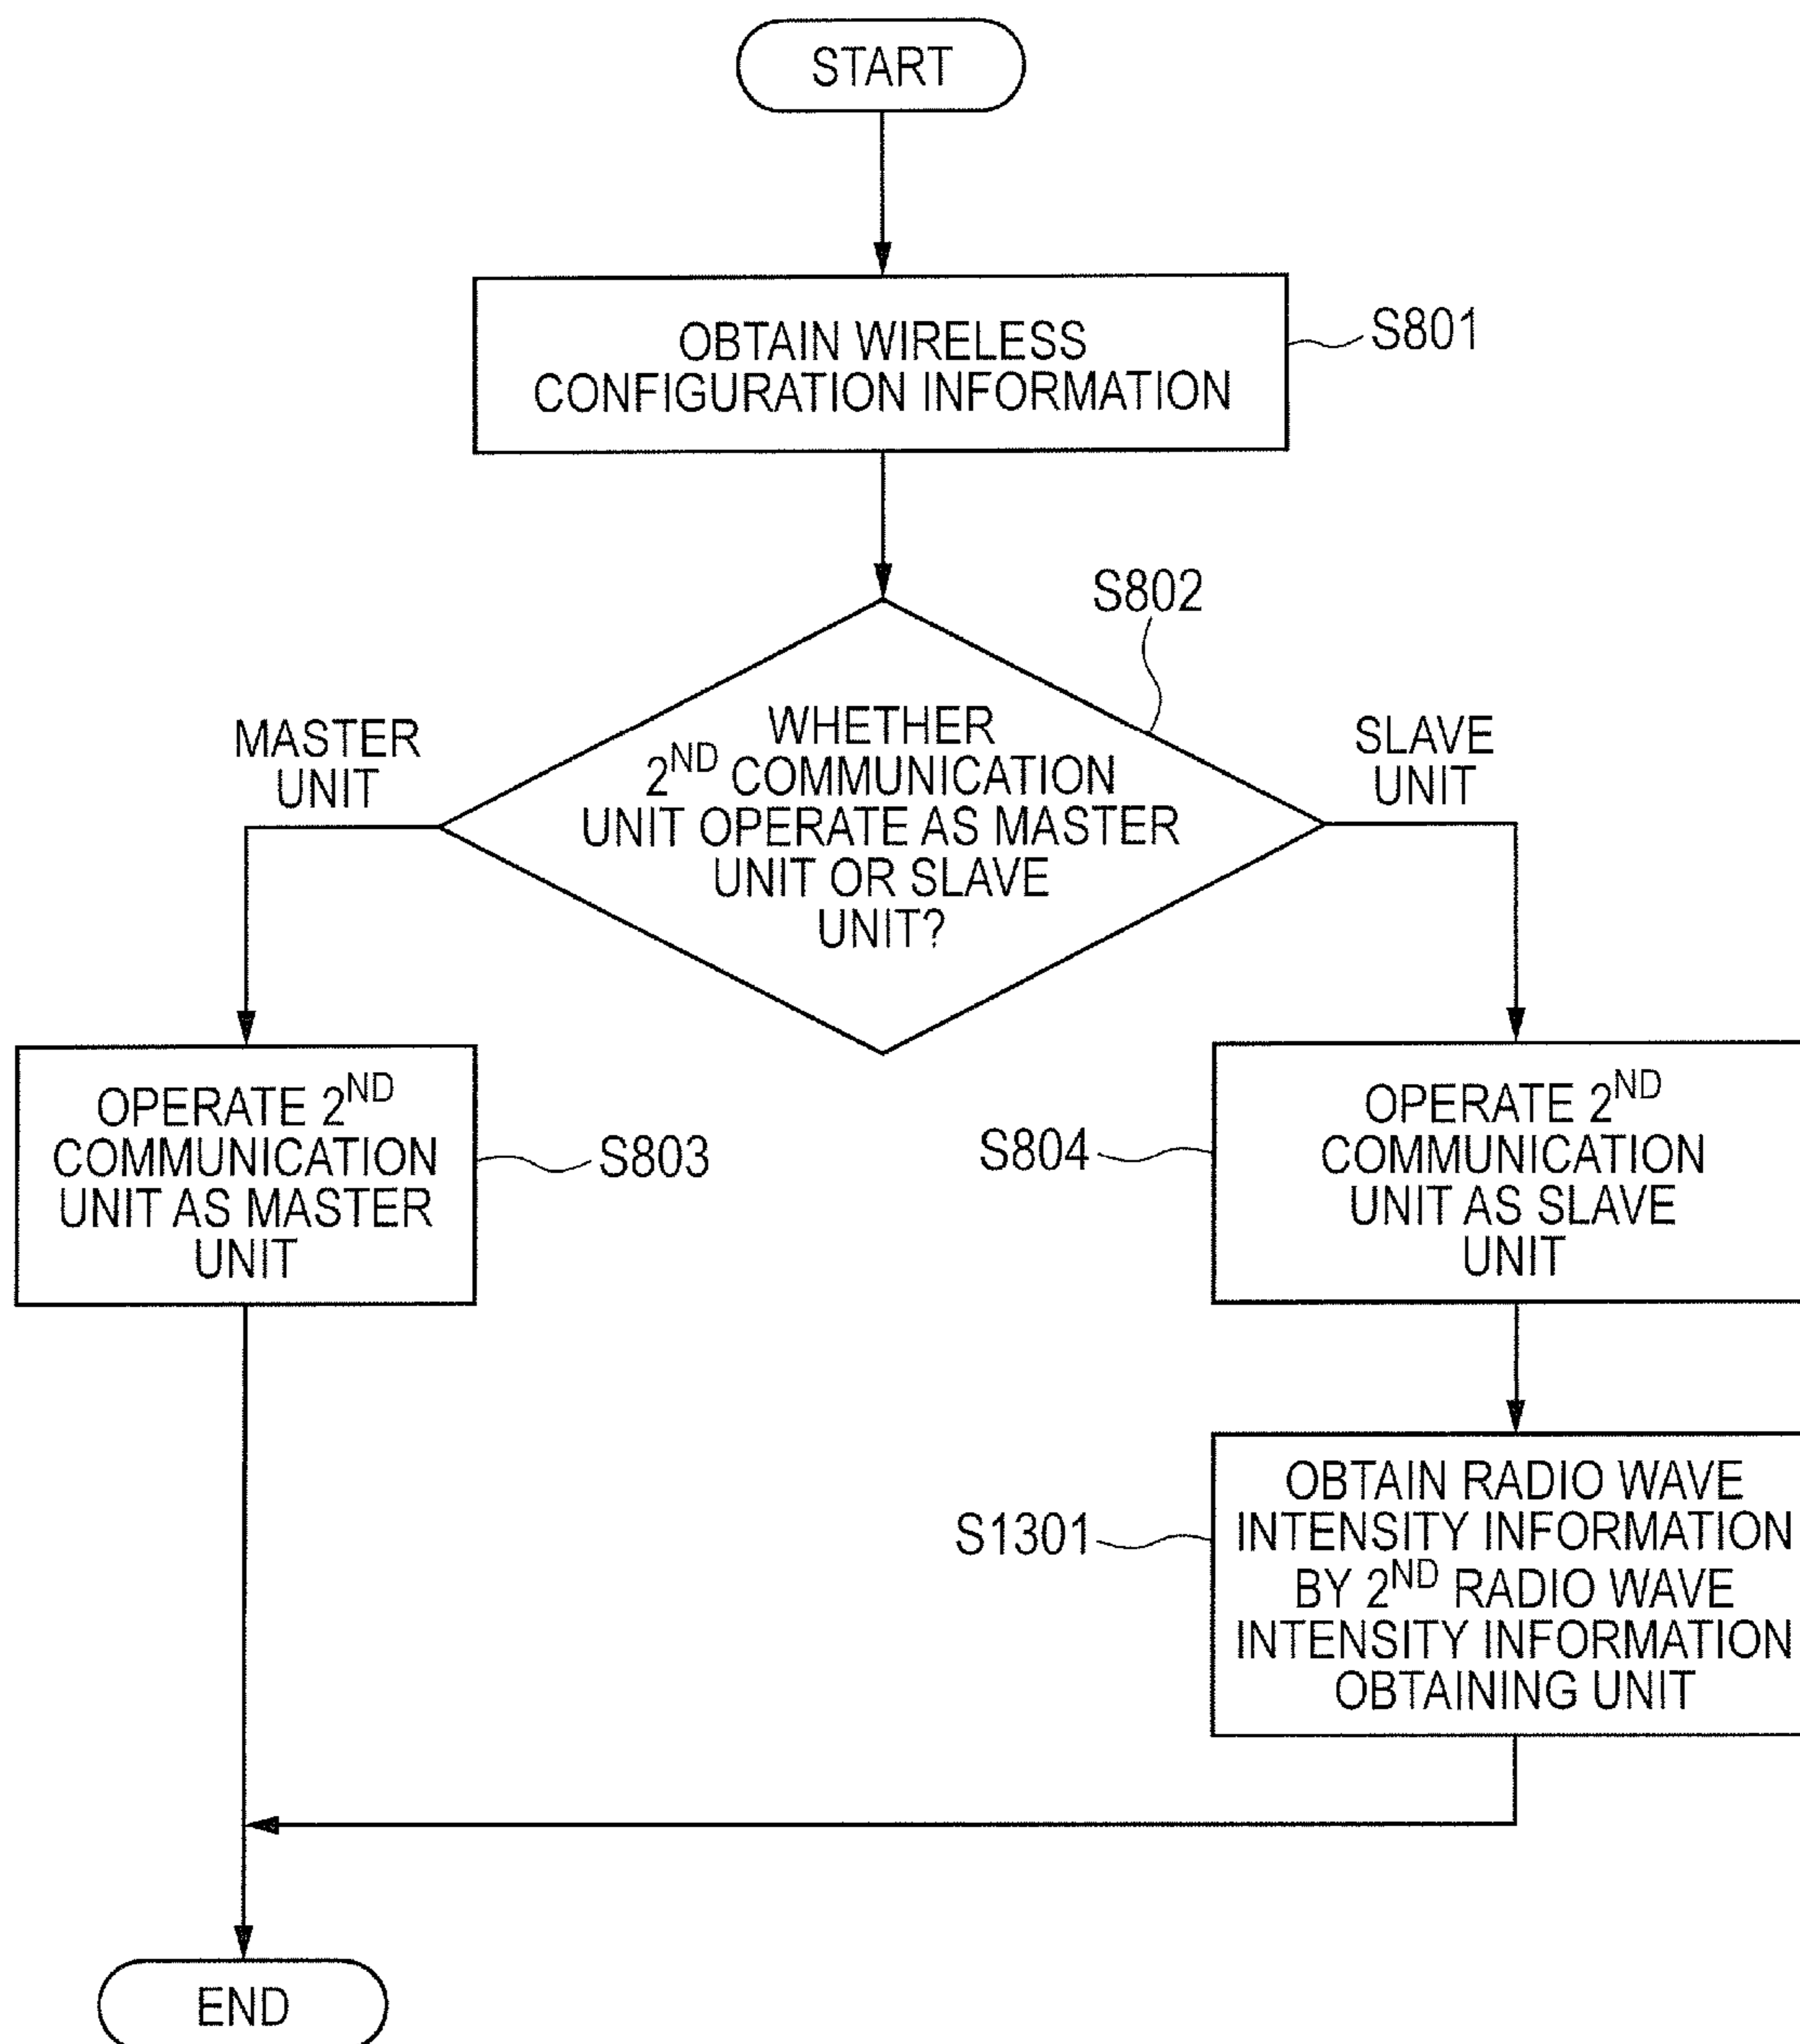 START
OBTAIN WIRELESS
CONFIGURATION INFORMATION
S801
S802
WHETHER
2ND COMMUNICATION
UNIT OPERATE AS MASTER
UNIT OR SLAVE
UNIT?
MASTER
UNIT
SLAVE
UNIT
OPERATE 2ND
COMMUNICATION
UNIT AS MASTER
UNIT
S803
S804
OPERATE 2ND
COMMUNICATION
UNIT AS SLAVE
UNIT
S1301
OBTAIN RADIO WAVE
INTENSITY INFORMATION
BY 2ND RADIO WAVE
INTENSITY INFORMATION
OBTAINING UNIT
END